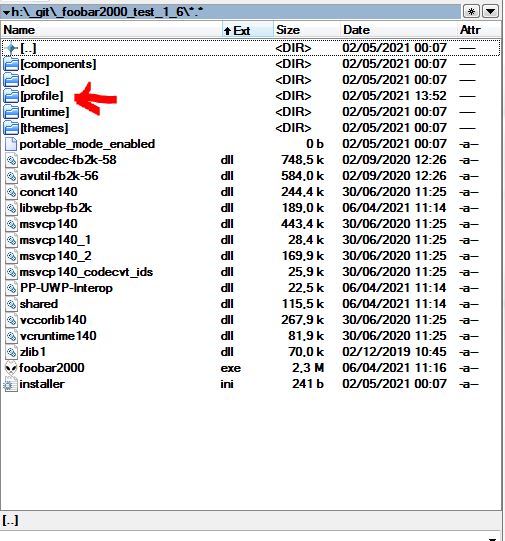 h:\_git\_foobar2000_test_1_6\*.*
Name Ext Size Date Attr
[..] <DIR> 02/05/2021 00:07 ----
[components] <DIR> 02/05/2021 00:07 ----
[doc] <DIR> 02/05/2021 00:07 ----
[profile] <DIR> 02/05/2021 13:52 ----
[runtime] <DIR> 02/05/2021 00:07 ----
[themes] <DIR> 02/05/2021 00:07 ----
portable_mode_enabled 0 b 02/05/2021 00:07 -a--
avcodec-fb2k-58 dll 748,5 k 02/09/2020 12:26 -a--
avutil-fb2k-56 dll 584,0 k 02/09/2020 12:26 -a--
concrt140 dll 244,4 k 30/06/2020 11:25 -a--
libwebp-fb2k dll 189,0 k 06/04/2021 11:14 -a--
msvcp140 dll 443,4 k 30/06/2020 11:25 -a--
msvcp140_1 dll 28,4 k 30/06/2020 11:25 -a--
msvcp140_2 dll 169,9 k 30/06/2020 11:25 -a--
msvcp140_codecvt_ids dll 25,9 k 30/06/2020 11:25 -a--
PP-UWP-Interop dll 22,5 k 06/04/2021 11:14 -a--
shared dll 115,5 k 06/04/2021 11:14 -a--
vccorlib140 dll 267,9 k 30/06/2020 11:25 -a--
vcruntime140 dll 81,9 k 30/06/2020 11:25 -a--
zlib1 dll 70,0 k 02/12/2019 10:45 -a--
foobar2000 exe 2,3 M 06/04/2021 11:16 -a--
installer ini 241 b 02/05/2021 00:07 -a--
[..]